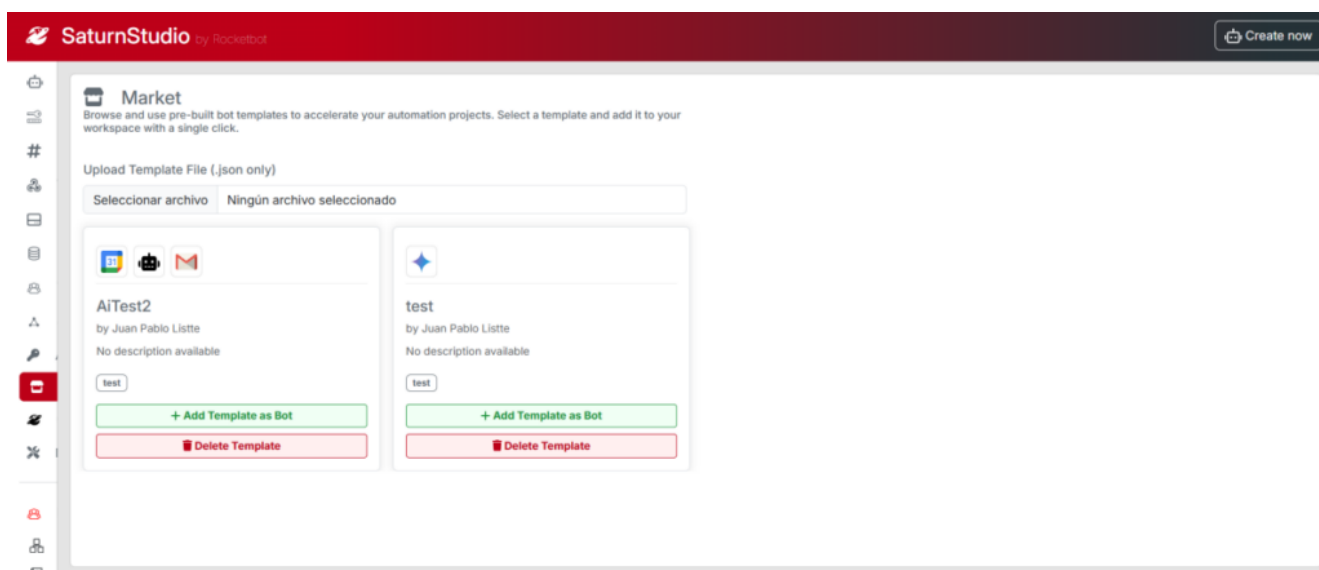 SaturnStudio by Rocketbot
Create now
Market
Browse and use pre-built bot templates to accelerate your automation projects. Select a template and add it to your
workspace with a single click.
Upload Template File (.json only)
Seleccionar archivo Ningún archivo seleccionado
31
AiTest2
by Juan Pablo Listte
No description available
test
+ Add Template as Bot
Delete Template
test
by Juan Pablo Listte
No description available
test
+ Add Template as Bot
Delete Template